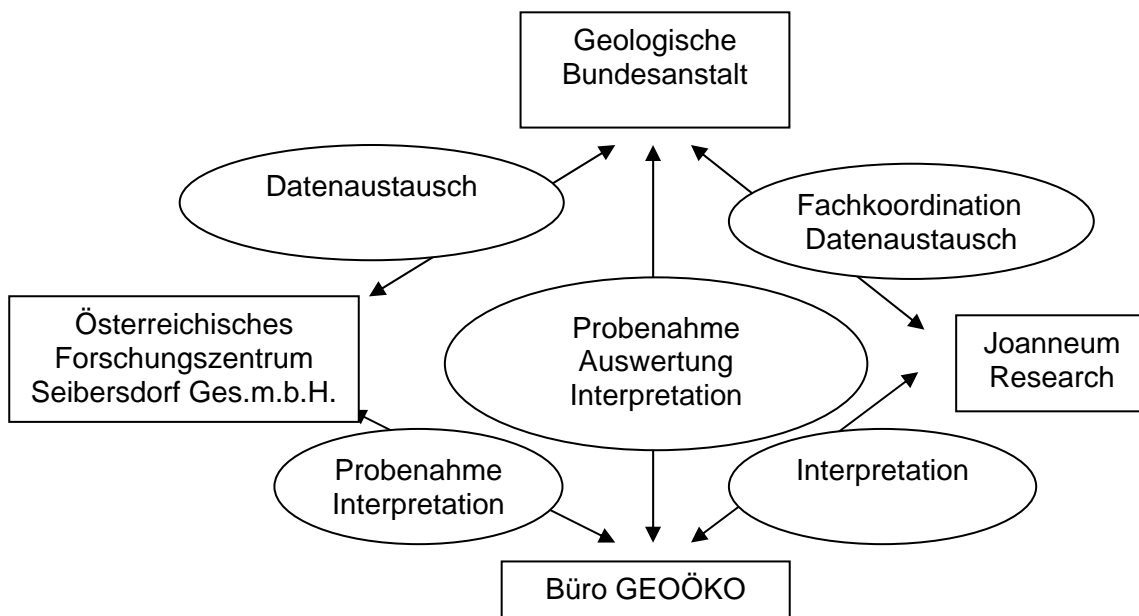 Geologische
Bundesanstalt
Datenaustausch
Fachkoordination
Datenaustausch
Österreichisches
Forschungszentrum
Seibersdorf Ges.m.b.H.
Probenahme
Auswertung
Interpretation
Joanneum
Research
Probenahme
Interpretation
Interpretation
Büro GEOÖKO